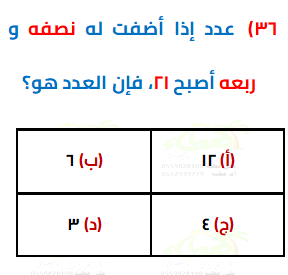 ٣٦) عدد إذا أضفت له نصفه و
ربعه أصبح ٢١، فإن العدد هو؟
(أ) ١٢
(ب) ٦
(ج) ٤
(د) ٣